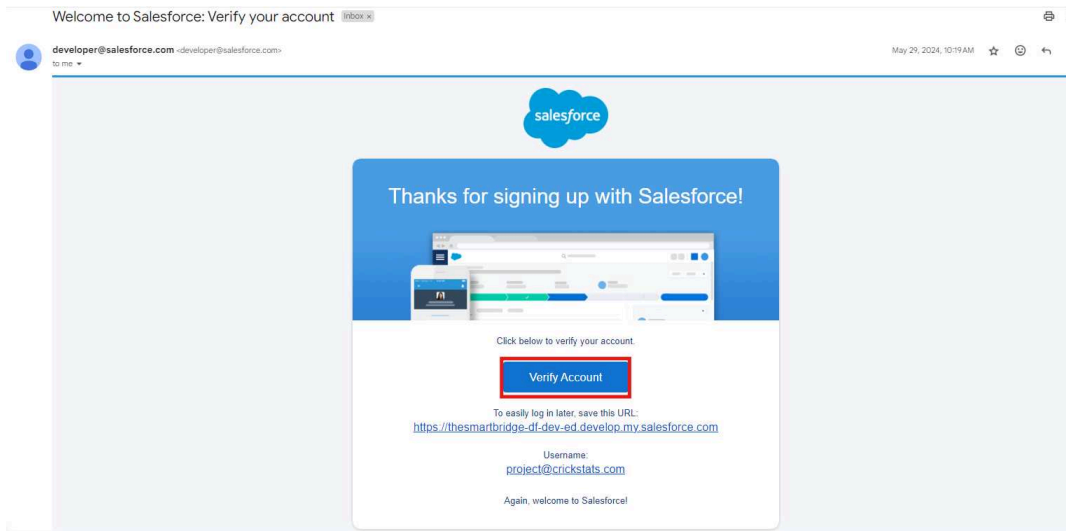 Welcome to Salesforce: Verify your account Inbox x
developer@salesforce.com <developer@salesforce.com>
May 29, 2024, 10:19 AM
to me
salesforce
Thanks for signing up with Salesforce!
Click below to verify your account.
Verify Account
To easily log in later, save this URL:
https://thesmartbridge-df-dev-ed.develop.my.salesforce.com
Username:
project@crickstats.com
Again, welcome to Salesforce!